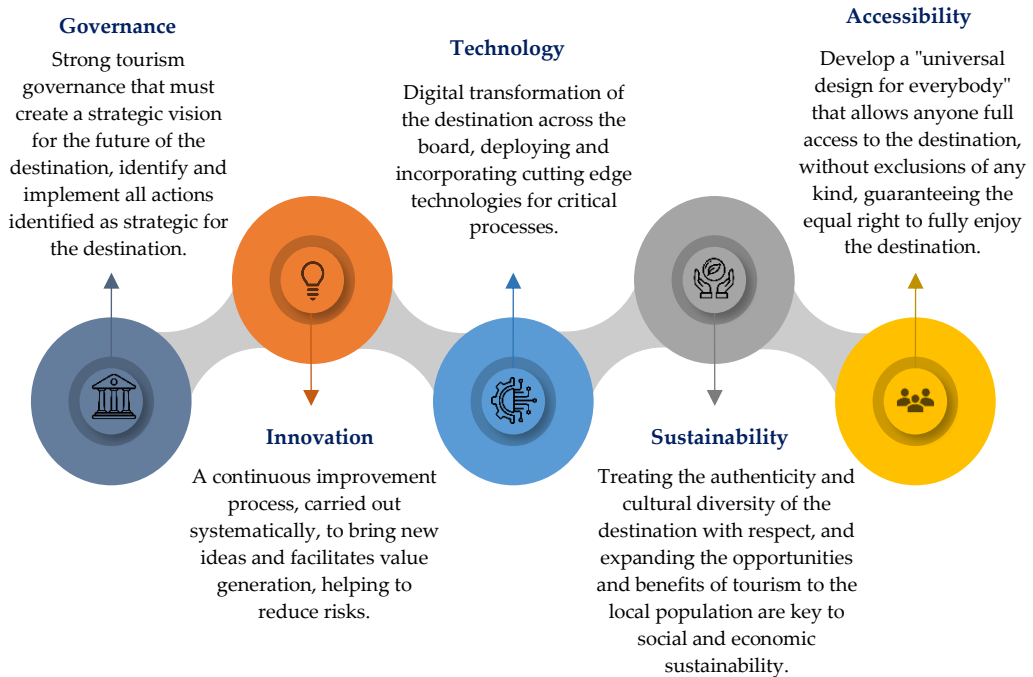 Governance
Strong tourism
governance that must
create a strategic vision
for the future of the
destination, identify and
implement all actions
identified as strategic for
the destination.
Innovation
A continuous improvement
process, carried out
systematically, to bring new
ideas and facilitates value
generation, helping to
reduce risks.
Technology
Digital transformation of
the destination across the
board, deploying and
incorporating cutting edge
technologies for critical
processes.
Sustainability
Treating the authenticity and
cultural diversity of the
destination with respect, and
expanding the opportunities
and benefits of tourism to the
local population are key to
social and economic
sustainability.
Accessibility
Develop a "universal
design for everybody"
that allows anyone full
access to the destination,
without exclusions of any
kind, guaranteeing the
equal right to fully enjoy
the destination.